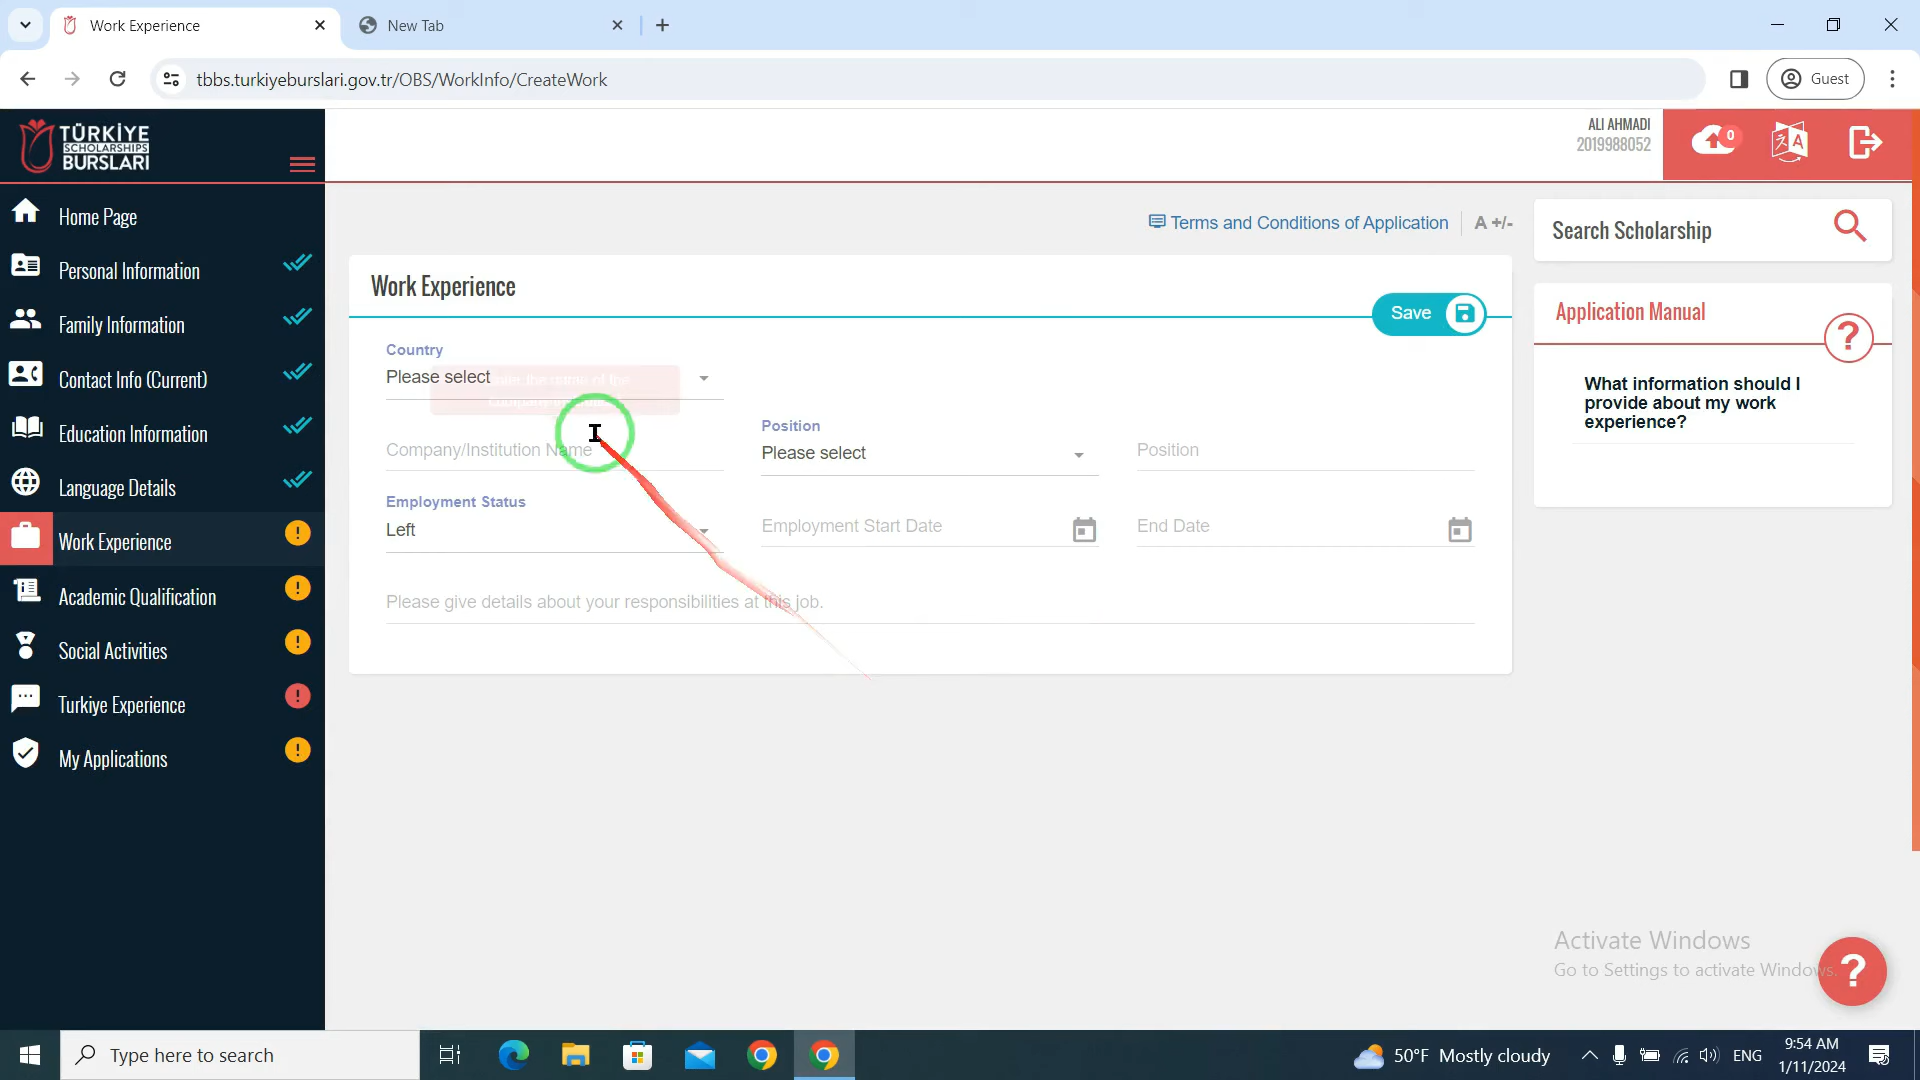 Work Experience
New Tab
tbbs.turkiyeburslari.gov.tr/OBS/WorkInfo/CreateWork
Guest
TÜRKİYE
SCHOLARSHIPS
BURSLARI
ALI AHMADI
2019988052
0
Home Page
Personal Information
Family Information
Contact Info (Current)
Education Information
Language Details
Work Experience
Academic Qualification
Social Activities
Turkiye Experience
My Applications
Terms and Conditions of Application
A +/-
Work Experience
Save
Country
Please select
the name of the
company
Company/Institution Name
Position
Please select
Position
Employment Status
Left
Employment Start Date
End Date
Please give details about your responsibilities at this job.
Search Scholarship
Application Manual
?
What information should I
provide about my work
experience?
Activate Windows
Go to Settings to activate Windows.
?
Type here to search
50°F Mostly cloudy
ENG
9:54 AM
1/11/2024